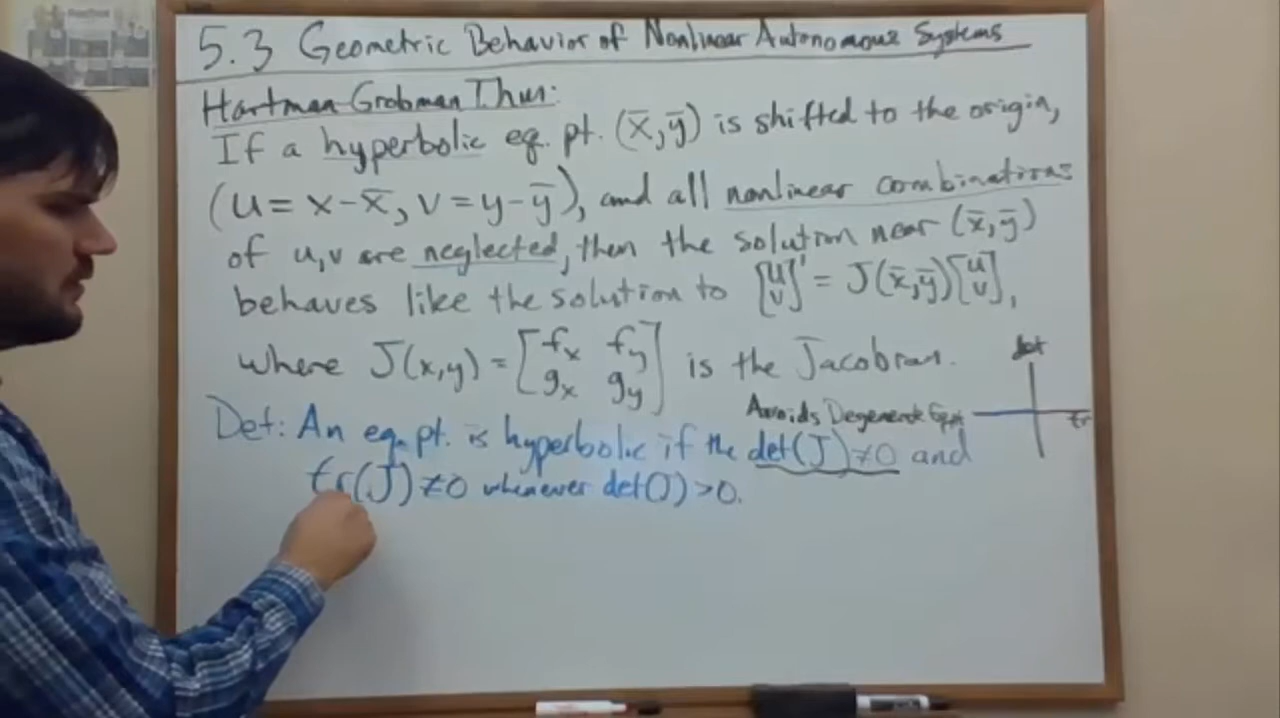 5.3 Geometric Behavior of Nonlinear Autonomous Systems
Hartman Grobman Thm:
If a hyperbolic eq. pt. (x̄,ȳ) is shifted to the origin,
(u = x-x̄, v = y-ȳ), and all nonlinear combinations
of u,v are neglected, then the solution near (x̄,ȳ)
behaves like the solution to [u v]' = J(x̄,ȳ)[u v],
where J(x,y) = [fx fy gx gy] is the Jacobian.
det
Avoids Degenerate
tr
Def: An eq. pt. is hyperbolic if the det(J)≠0 and
tr(J)≠0 whenever det(J)>0.